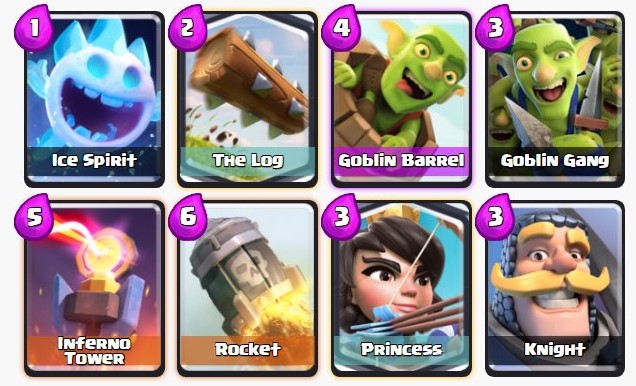 1
2
4
3
Ice Spirit
The Log
Goblin Barrel
Goblin Gang
5
6
3
3
Inferno
Tower
Rocket
Princess
Knight